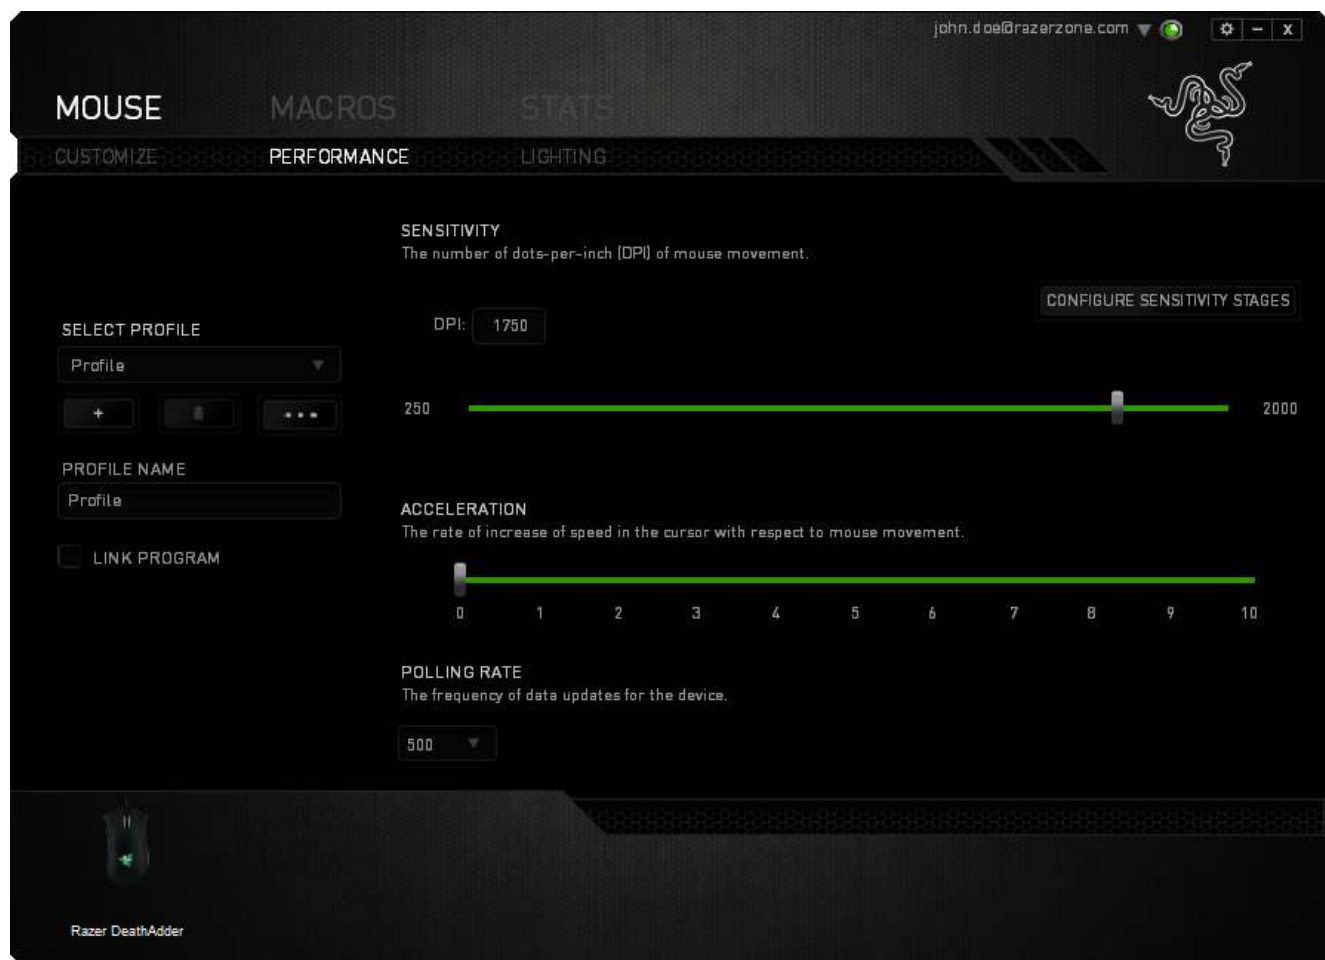 john.doe@razerzone.com
MOUSE MACROS STATS
CUSTOMIZE PERFORMANCE LIGHTING
SENSITIVITY
The number of dots-per-inch (DPI) of mouse movement.
CONFIGURE SENSITIVITY STAGES
SELECT PROFILE
DPI: 1750
Profile
+ •••
250 2000
PROFILE NAME
Profile
ACCELERATION
The rate of increase of speed in the cursor with respect to mouse movement.
LINK PROGRAM
0 1 2 3 4 5 6 7 8 9 10
POLLING RATE
The frequency of data updates for the device.
500
Razer DeathAdder